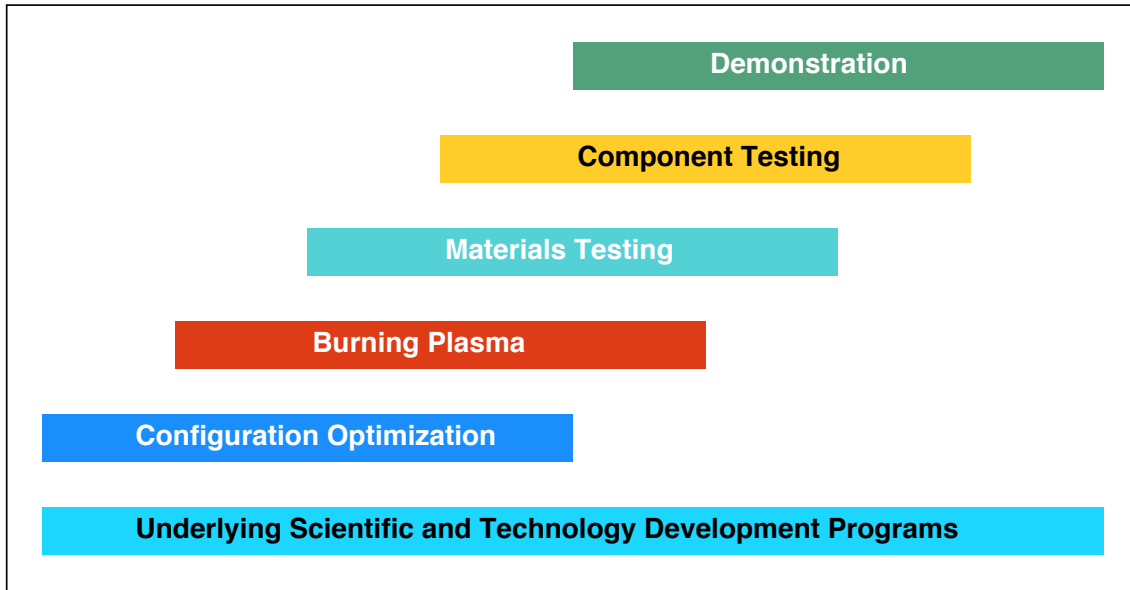 Demonstration
Component Testing
Materials Testing
Burning Plasma
Configuration Optimization
Underlying Scientific and Technology Development Programs